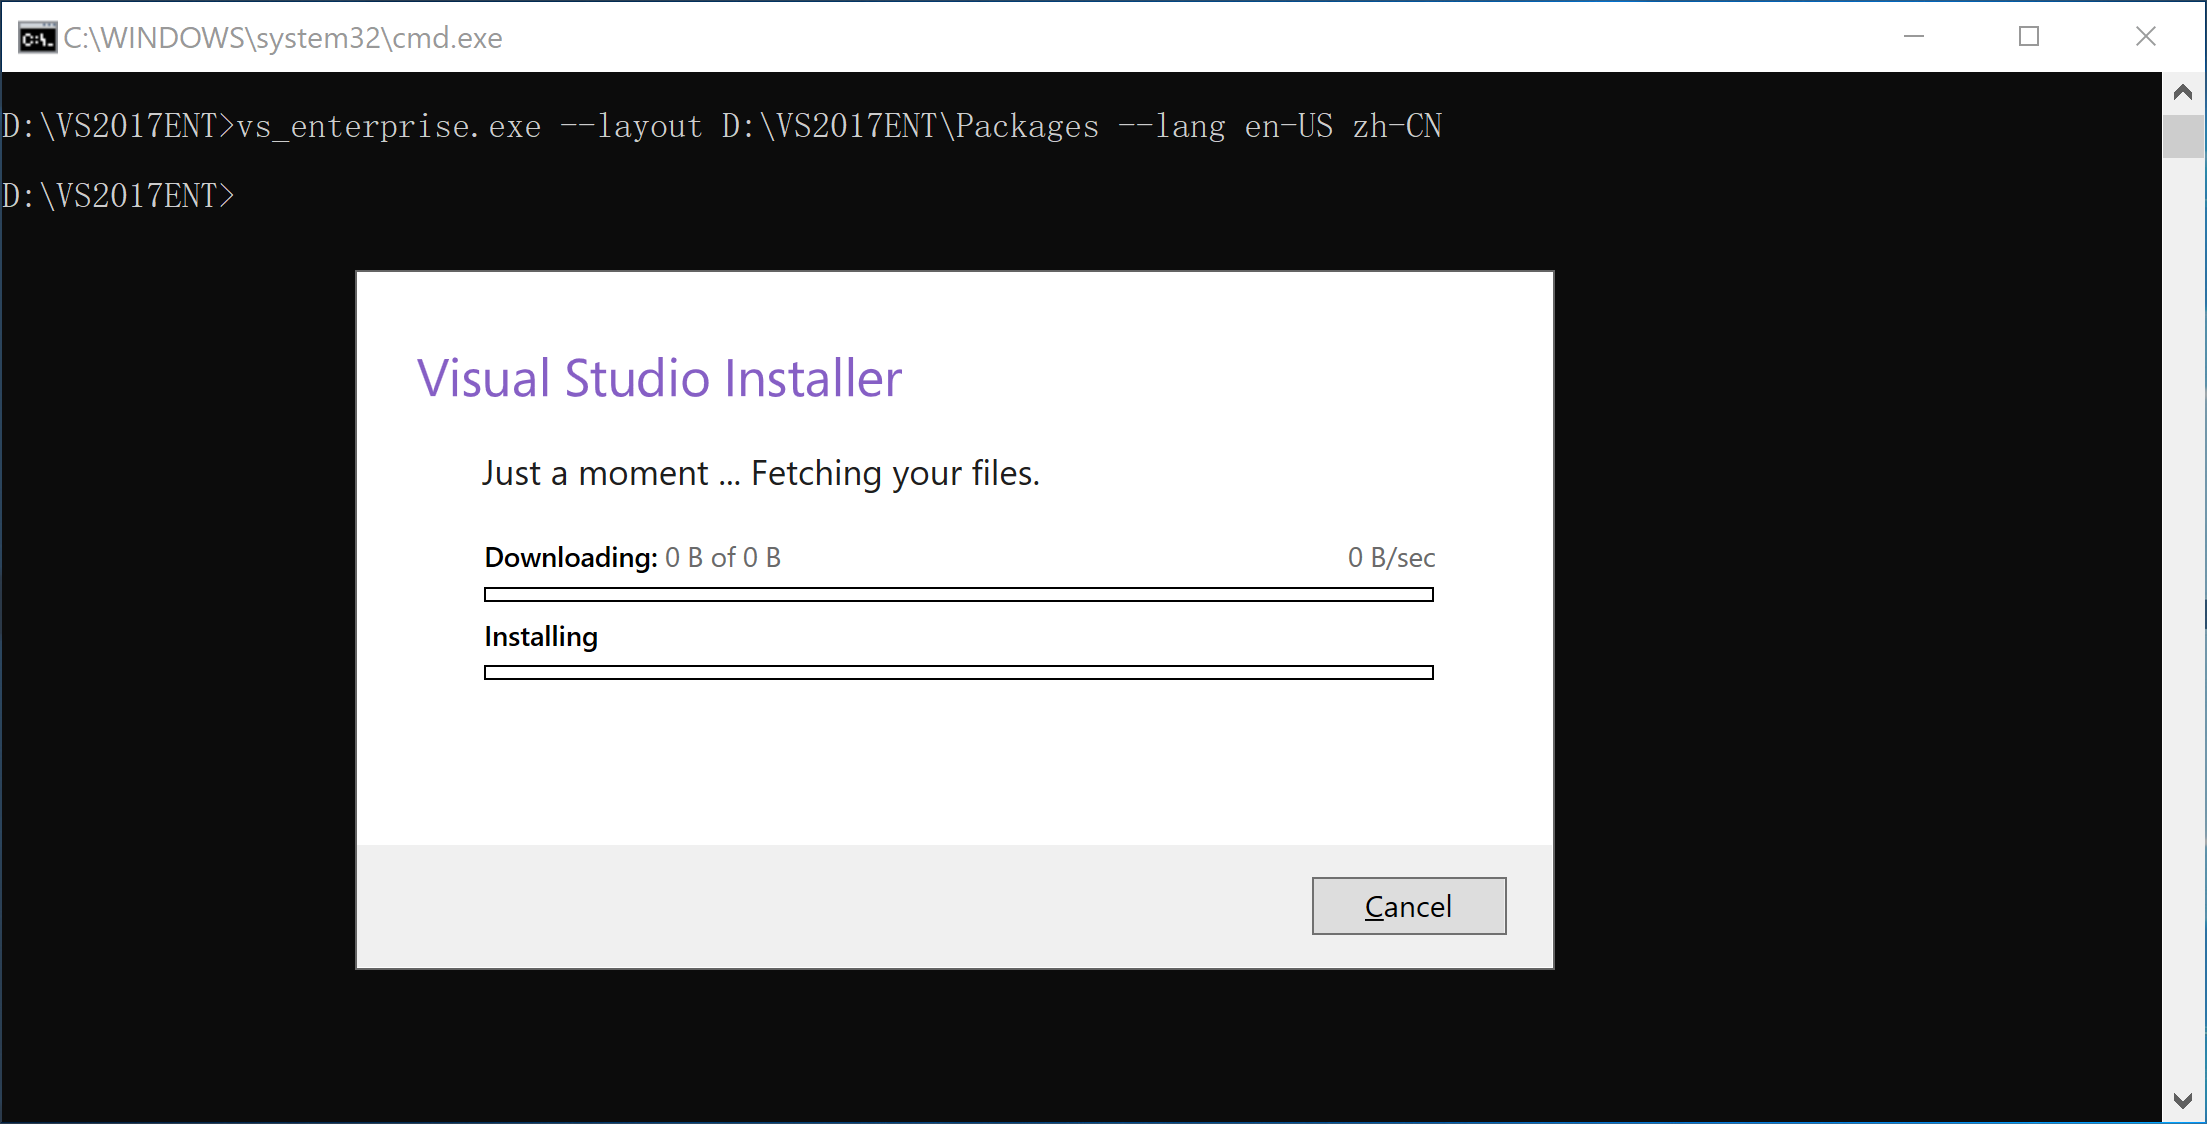 C:\WINDOWS\system32\cmd.exe
D:\VS2017ENT>vs_enterprise.exe --layout D:\VS2017ENT\Packages --lang en-US zh-CN
D:\VS2017ENT>
Visual Studio Installer
Just a moment ... Fetching your files.
Downloading: 0 B of 0 B 0 B/sec
Installing
Cancel